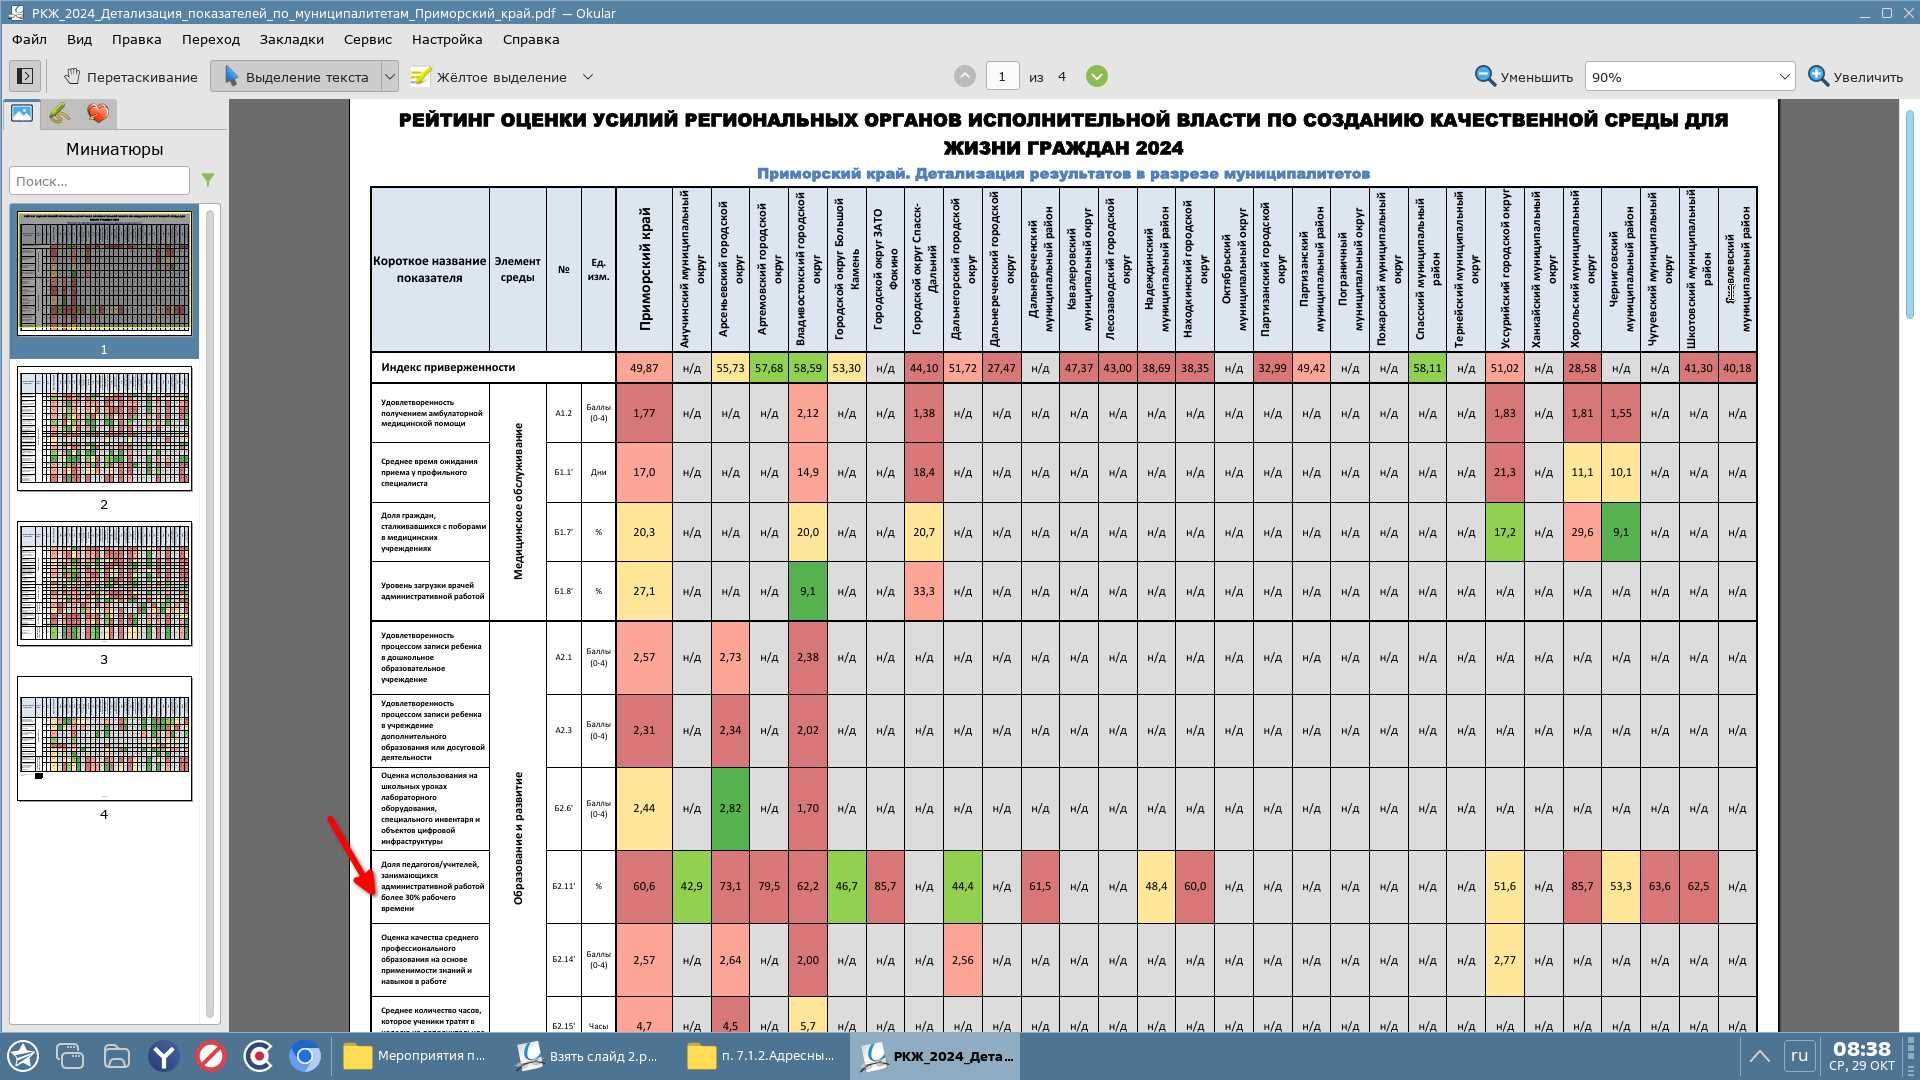 РКЖ_2024_Детализация_показателей_по_муниципалитетам_Приморский_край.pdf — Okular
Файл Вид Правка Переход Закладки Сервис Настройка Справка
Перетаскивание Выделение текста Жёлтое выделение 1 из 4 Уменьшить 90% Увеличить
Миниатюры
Поиск...
1
2
3
4
РЕЙТИНГ ОЦЕНКИ УСИЛИЙ РЕГИОНАЛЬНЫХ ОРГАНОВ ИСПОЛНИТЕЛЬНОЙ ВЛАСТИ ПО СОЗДАНИЮ КАЧЕСТВЕННОЙ СРЕДЫ ДЛЯ
ЖИЗНИ ГРАЖДАН 2024
Приморский край. Детализация результатов в разрезе муниципалитетов
Короткое название
показателя
Элемент
среды
№
Ед.
изм.
Приморский край
Анучинский муниципальный
округ
Арсеньевский городской
округ
Артемовский городской
округ
Владивостокский городской
округ
Городской округ Большой
Камень
Городской округ ЗАТО
Фокино
Городской округ Спасск-
Дальний
Дальнегорский городской
округ
Дальнереченский городской
округ
Дальнереченский
муниципальный район
Кавалеровский
муниципальный округ
Лесозаводский городской
округ
Надеждинский
муниципальный район
Находкинский городской
округ
Октябрьский
муниципальный округ
Партизанский городской
округ
Партизанский
муниципальный район
Пограничный
муниципальный округ
Пожарский муниципальный
округ
Спасский муниципальный
район
Тернейский муниципальный
округ
Уссурийский городской округ
Ханкайский муниципальный
округ
Хорольский муниципальный
округ
Черниговский
муниципальный район
Чугуевский муниципальный
округ
Шкотовский муниципальный
район
муниципальный район
Индекс приверженности 49,87 н/д 55,73 57,68 58,59 53,30 н/д 44,10 51,72 27,47 н/д 47,37 43,00 38,69 38,35 н/д 32,99 49,42 н/д н/д 58,11 н/д 51,02 н/д 28,58 н/д н/д 41,30 40,18
Медицинское обслуживание
Удовлетворенность
получением амбулаторной
медицинской помощи
А1.2 Баллы
(0-4)
1,77 н/д н/д н/д 2,12 н/д н/д 1,38 н/д н/д н/д н/д н/д н/д н/д н/д н/д н/д н/д н/д н/д н/д 1,83 н/д 1,81 1,55 н/д н/д н/д
Среднее время ожидания
приема у профильного
специалиста
Б1.1' Дни 17,0 н/д н/д н/д 14,9 н/д н/д 18,4 н/д н/д н/д н/д н/д н/д н/д н/д н/д н/д н/д н/д н/д н/д 21,3 н/д 11,1 10,1 н/д н/д н/д
Доля граждан,
сталкивавшихся с поборами
в медицинских
учреждениях
Б1.7' % 20,3 н/д н/д н/д 20,0 н/д н/д 20,7 н/д н/д н/д н/д н/д н/д н/д н/д н/д н/д н/д н/д н/д н/д 17,2 н/д 29,6 9,1 н/д н/д н/д
Уровень загрузки врачей
административной работой
Б1.8' % 27,1 н/д н/д н/д 9,1 н/д н/д 33,3 н/д н/д н/д н/д н/д н/д н/д н/д н/д н/д н/д н/д н/д н/д н/д н/д н/д н/д н/д н/д н/д
Образование и развитие
Удовлетворенность
процессом записи ребенка
в дошкольное
образовательное
учреждение
А2.1 Баллы
(0-4)
2,57 н/д 2,73 н/д 2,38 н/д н/д н/д н/д н/д н/д н/д н/д н/д н/д н/д н/д н/д н/д н/д н/д н/д н/д н/д н/д н/д н/д н/д н/д
Удовлетворенность
процессом записи ребенка
в учреждение
дополнительного
образования или досуговой
деятельности
А2.3 Баллы
(0-4)
2,31 н/д 2,34 н/д 2,02 н/д н/д н/д н/д н/д н/д н/д н/д н/д н/д н/д н/д н/д н/д н/д н/д н/д н/д н/д н/д н/д н/д н/д н/д
Оценка использования на
школьных уроках
лабораторного
оборудования,
специального инвентаря и
объектов цифровой
инфраструктуры
Б2.6' Баллы
(0-4)
2,44 н/д 2,82 н/д 1,70 н/д н/д н/д н/д н/д н/д н/д н/д н/д н/д н/д н/д н/д н/д н/д н/д н/д н/д н/д н/д н/д н/д н/д н/д
Доля педагогов/учителей,
занимающихся
административной работой
более 30% рабочего
времени
Б2.11' % 60,6 42,9 73,1 79,5 62,2 46,7 85,7 н/д 44,4 н/д 61,5 н/д н/д 48,4 60,0 н/д н/д н/д н/д н/д н/д н/д 51,6 н/д 85,7 53,3 63,6 62,5 н/д
Оценка качества среднего
профессионального
образования на основе
применимости знаний и
навыков в работе
Б2.14' Баллы
(0-4)
2,57 н/д 2,64 н/д 2,00 н/д н/д н/д 2,56 н/д н/д н/д н/д н/д н/д н/д н/д н/д н/д н/д н/д н/д 2,77 н/д н/д н/д н/д н/д н/д
Среднее количество часов,
которое ученики тратят в
Б2.15' Часы 4,7 н/д 4,5 н/д 5,7 н/д н/д н/д н/д н/д н/д н/д н/д н/д н/д н/д н/д н/д н/д н/д н/д н/д н/д н/д н/д н/д н/д н/д н/д
Мероприятия п... Взять слайд 2.p... п. 7.1.2.Адресны... РКЖ_2024_Дета... ru 08:38
СР, 29 ОКТ